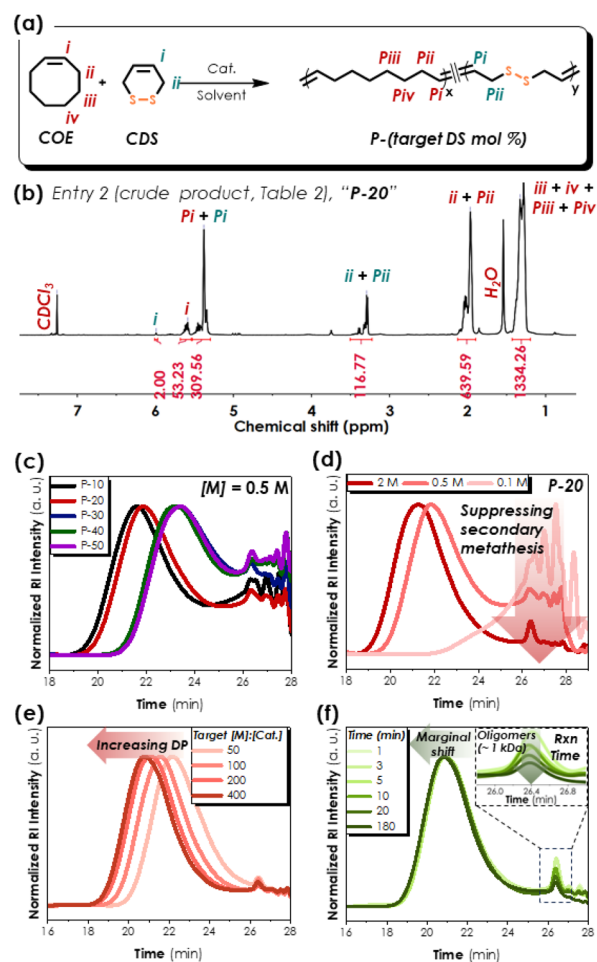 (a)
i
ii
iii
iv
COE
+
i
ii
S
S
CDS
Cat.
Solvent
Piii
Pii
Piv
Pi
x
Pi
S
S
Pii
y
P-(target DS mol %)
(b) Entry 2 (crude product, Table 2), “P-20”
Pi + Pi
ii + Pii
iii + iv +
Piii + Piv
CDCl3
i
i
ii + Pii
H2O
2.00
53.23
309.56
116.77
639.59
1334.26
7
6
5
4
3
2
1
Chemical shift (ppm)
(c)
P-10
P-20
P-30
P-40
P-50
[M] = 0.5 M
Normalized RI Intensity (a. u.)
18
20
22
24
26
28
Time (min)
(d)
P-20
2 M
0.5 M
0.1 M
Suppressing
secondary
metathesis
Normalized RI Intensity (a. u.)
18
20
22
24
26
28
Time (min)
(e)
Increasing DP
Target [M]:[Cat.]
50
100
200
400
Normalized RI Intensity (a. u.)
16
18
20
22
24
26
28
Time (min)
(f)
Time (min)
1
3
5
10
20
180
Marginal
shift
Oligomers
(~ 1 kDa)
Rxn
Time
26.0
26.4
26.8
Time (min)
Normalized RI Intensity (a. u.)
16
18
20
22
24
26
28
Time (min)